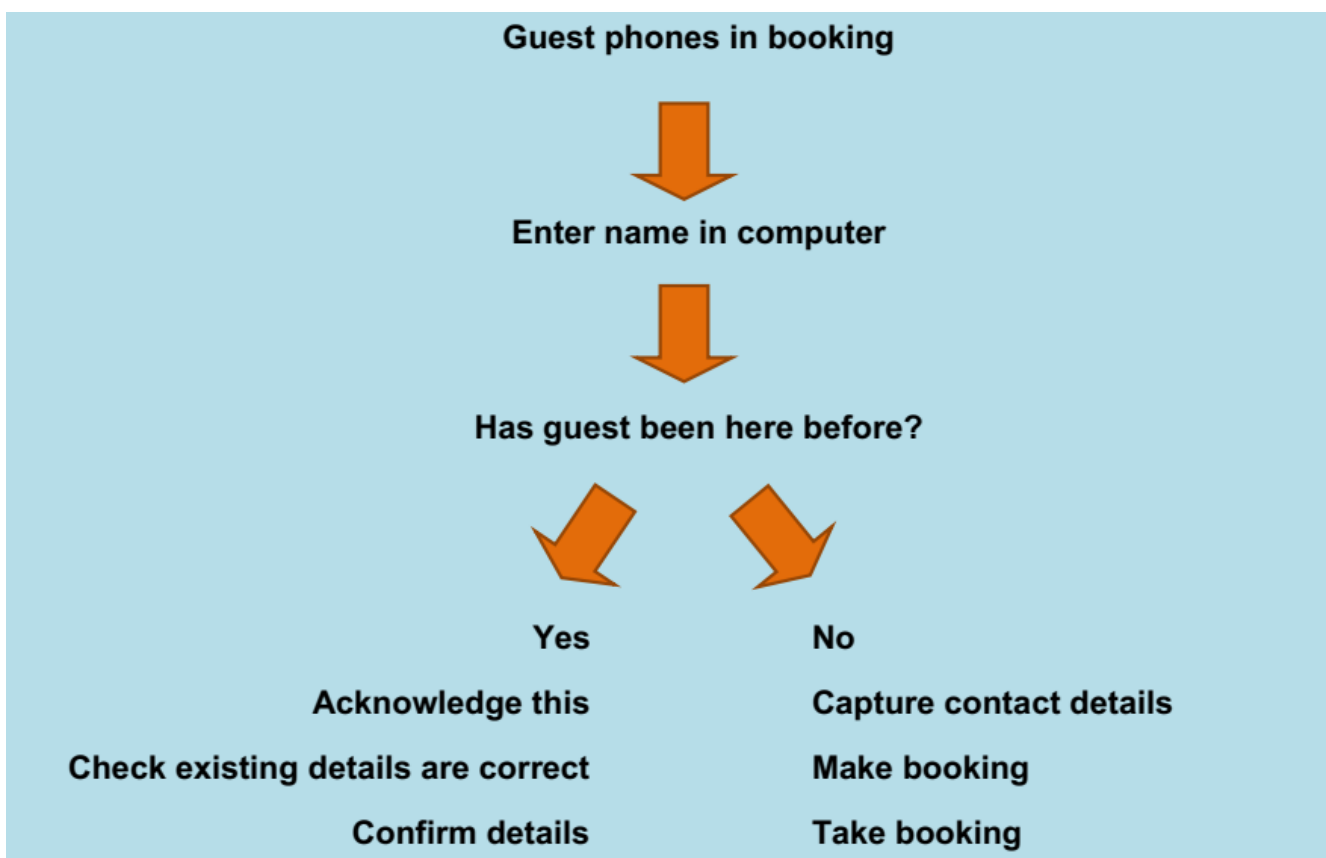 Guest phones in booking
Enter name in computer
Has guest been here before?
Yes
Acknowledge this
Check existing details are correct
Confirm details
No
Capture contact details
Make booking
Take booking